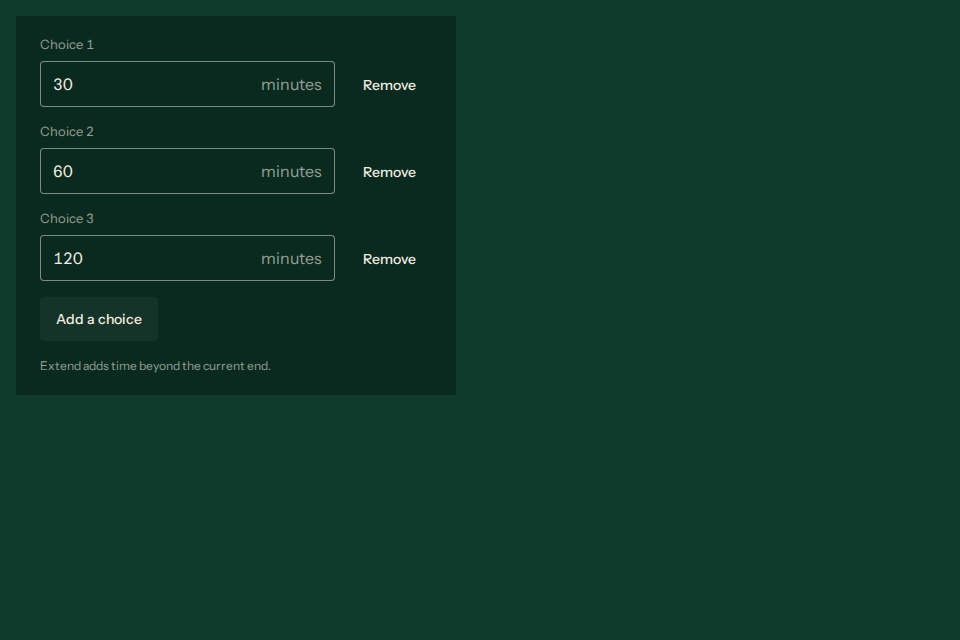 Choice 1
30 minutes Remove
Choice 2
60 minutes Remove
Choice 3
120 minutes Remove
Add a choice
Extend adds time beyond the current end.